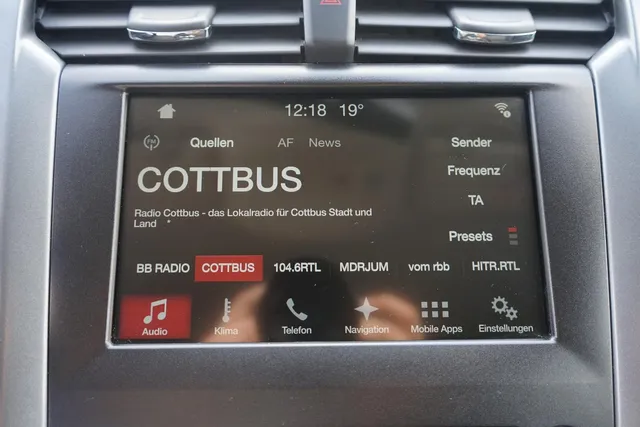 12:18 19°
FM Quellen AF News Sender
COTTBUS
Frequenz
TA
Radio Cottbus - das Lokalradio für Cottbus Stadt und
Land *
Presets
BB RADIO COTTBUS 104.6RTL MDRJUM vom rbb HITR.RTL
Audio Klima Telefon Navigation Mobile Apps Einstellungen